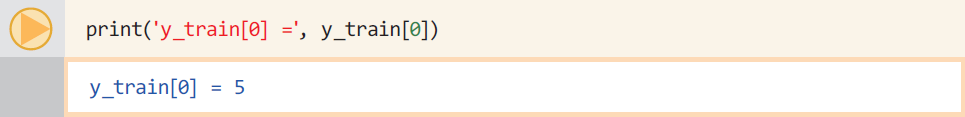 print('y_train[0] =', y_train[0])
y_train[0] = 5